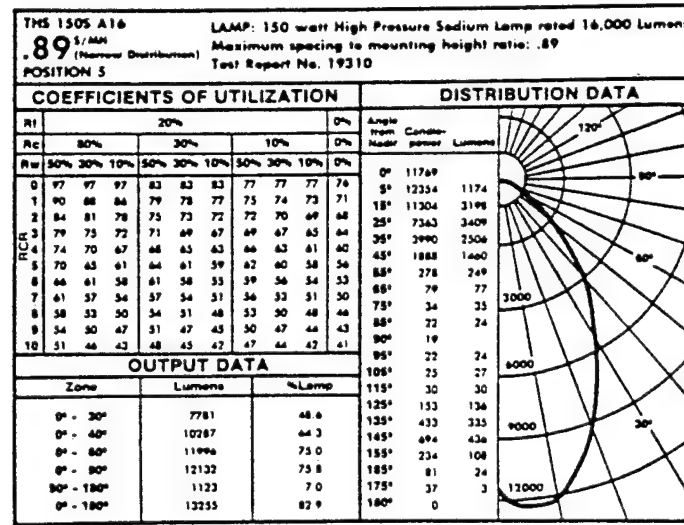 THS 150S A16
.89 S/MH (Narrow Distribution)
POSITION 5
LAMP: 150 watt High Pressure Sodium Lamp rated 16,000 Lumens
Maximum spacing to mounting height ratio: .89
Test Report No. 19310
COEFFICIENTS OF UTILIZATION
Rf 20% 0%
Rc 80% 30% 10% 0%
Rw 50% 30% 10% 50% 30% 10% 50% 30% 10% 0%
RCR
0 97 97 97 83 83 83 77 77 77 76
1 90 88 86 79 78 77 75 74 73 71
2 84 81 78 75 73 72 72 70 69 68
3 79 75 72 71 69 67 69 67 65 64
4 74 70 67 68 65 63 66 63 61 60
5 70 65 61 64 61 59 62 60 58 56
6 66 61 58 61 58 55 59 56 54 53
7 61 57 54 57 54 51 56 53 51 50
8 58 53 50 54 51 48 53 50 48 46
9 54 50 47 51 47 45 50 47 44 43
10 51 46 43 48 45 42 47 44 42 41
OUTPUT DATA
Zone Lumens %Lamp
0° - 30° 7781 48.6
0° - 40° 10287 64.3
0° - 60° 11996 75.0
0° - 90° 12132 75.8
90° - 180° 1123 7.0
0° - 180° 13255 82.9
DISTRIBUTION DATA
Angle from Nadir Candlepower Lumens
0° 11769
5° 12354 1174
15° 11304 3198
25° 7363 3409
35° 3990 2506
45° 1888 1460
55° 278 249
65° 79 77
75° 34 35
85° 22 24
90° 19
95° 22 24
105° 25 27
115° 30 30
125° 153 136
135° 433 335
145° 694 436
155° 234 108
165° 81 24
175° 37 3
180° 0
120°
90°
60°
30°
3000
6000
9000
12000